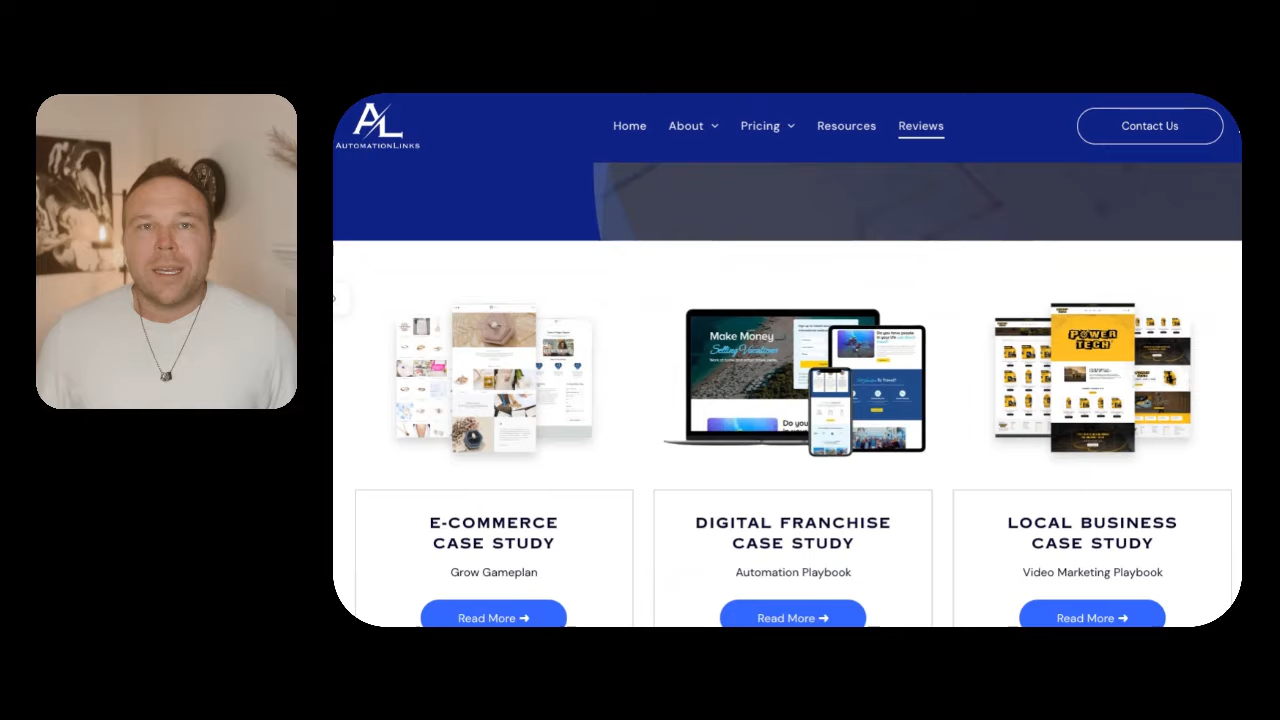 AL
AUTOMATIONLINKS
Home
About
Pricing
Resources
Reviews
Contact Us
Make Money
Selling Vacations
Do you
POWER
TECH
E-COMMERCE
CASE STUDY
Grow Gameplan
Read More ➔
DIGITAL FRANCHISE
CASE STUDY
Automation Playbook
Read More ➔
LOCAL BUSINESS
CASE STUDY
Video Marketing Playbook
Read More ➔